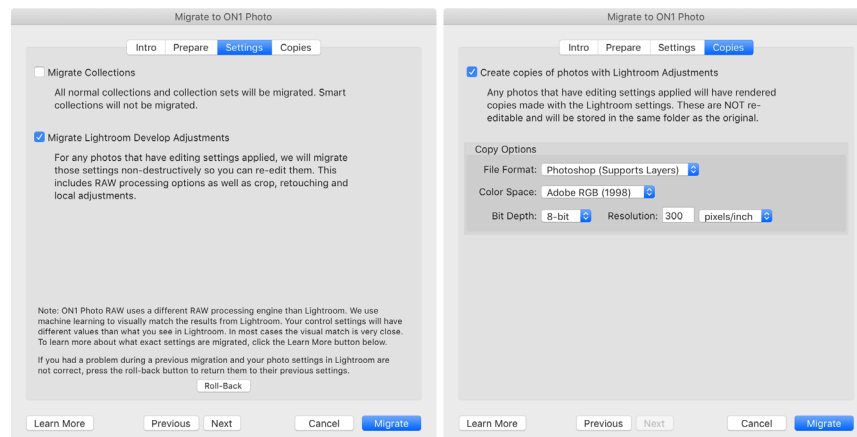 Migrate to ON1 Photo
Intro Prepare Settings Copies
Migrate Collections
All normal collections and collection sets will be migrated. Smart
collections will not be migrated.
Migrate Lightroom Develop Adjustments
For any photos that have editing settings applied, we will migrate
those settings non-destructively so you can re-edit them. This
includes RAW processing options as well as crop, retouching and
local adjustments.
Note: ON1 Photo RAW uses a different RAW processing engine than Lightroom. We use
machine learning to visually match the results from Lightroom. Your control settings will have
different values than what you see in Lightroom. In most cases the visual match is very close.
To learn more about what exact settings are migrated, click the Learn More button below.
If you had a problem during a previous migration and your photo settings in Lightroom are
not correct, press the roll-back button to return them to their previous settings.
Roll-Back
Learn More Previous Next Cancel Migrate
Migrate to ON1 Photo
Intro Prepare Settings Copies
Create copies of photos with Lightroom Adjustments
Any photos that have editing settings applied will have rendered
copies made with the Lightroom settings. These are NOT re-
editable and will be stored in the same folder as the original.
Copy Options
File Format: Photoshop (Supports Layers)
Color Space: Adobe RGB (1998)
Bit Depth: 8-bit Resolution: 300 pixels/inch
Learn More Previous Next Cancel Migrate